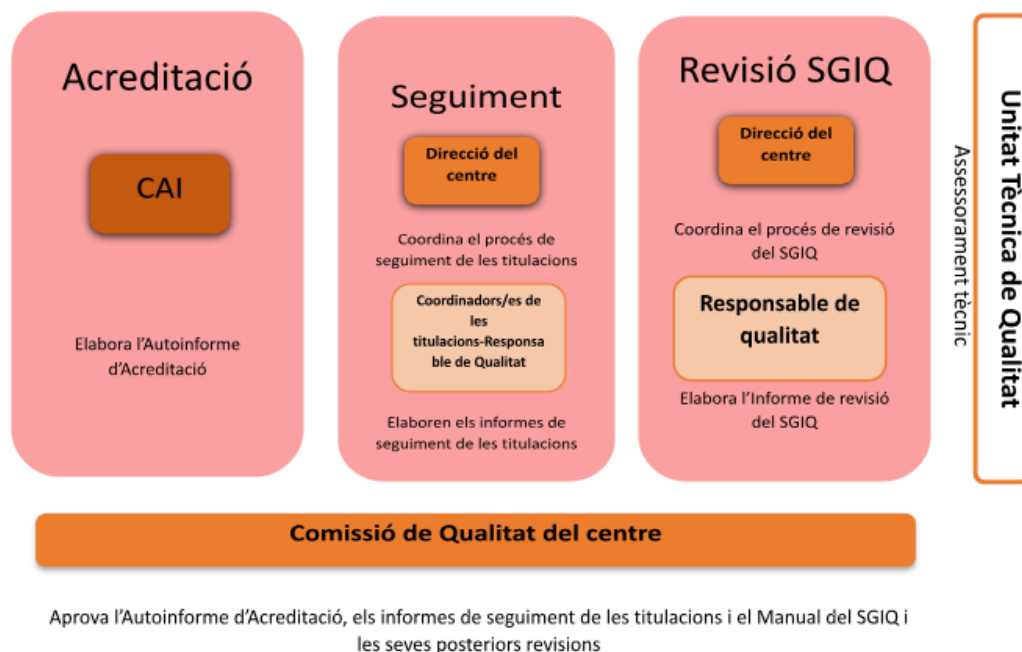 Acreditació
CAI
Elabora l’Autoinforme
d’Acreditació
Seguiment
Direcció del
centre
Coordina el procés de
seguiment de les titulacions
Coordinadors/es de
les
titulacions-Responsa
ble de Qualitat
Elaboren els informes de
seguiment de les titulacions
Revisió SGIQ
Direcció del
centre
Coordina el procés de revisió
del SGIQ
Responsable de
qualitat
Elabora l’Informe de revisió
del SGIQ
Assessorament tècnic
Unitat Tècnica de Qualitat
Comissió de Qualitat del centre
Aprova l’Autoinforme d’Acreditació, els informes de seguiment de les titulacions i el Manual del SGIQ i
les seves posteriors revisions